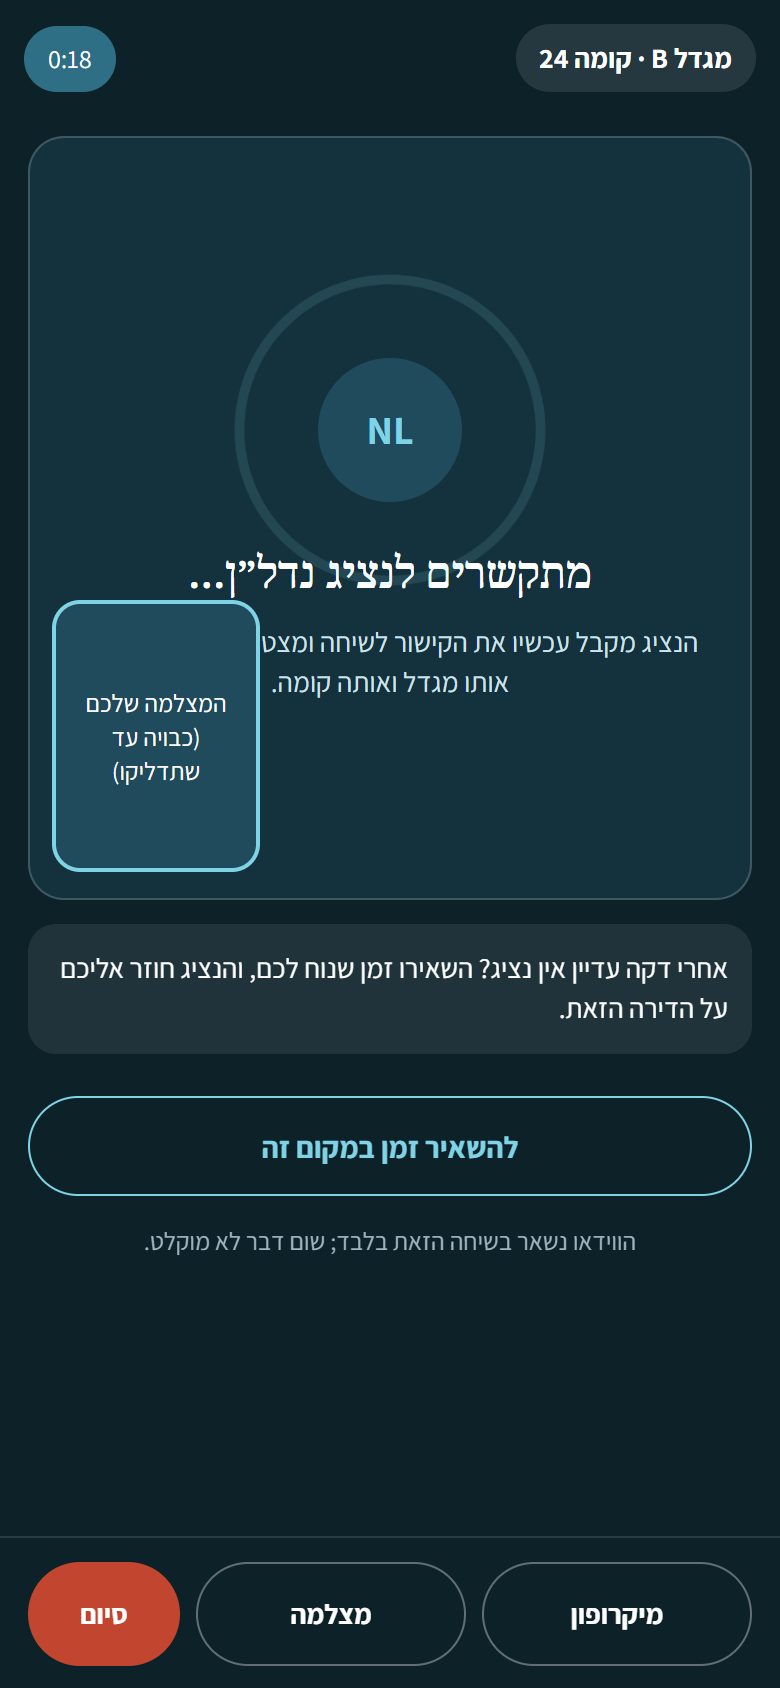 מגדל B · קומה 24
0:18
NL
מתקשרים לנציג נדל״ן...
הנציג מקבל עכשיו את הקישור לשיחה
אותו מגדל ואותה קומה.
המצלמה שלכם
(כבויה עד
שתדליקו)
אחרי דקה עדיין אין נציג? השאירו זמן שנוח לכם, והנציג חוזר אליכם
על הדירה הזאת.
להשאיר זמן במקום זה
הווידאו נשאר בשיחה הזאת בלבד; שום דבר לא מוקלט.
מיקרופון
מצלמה
סיום